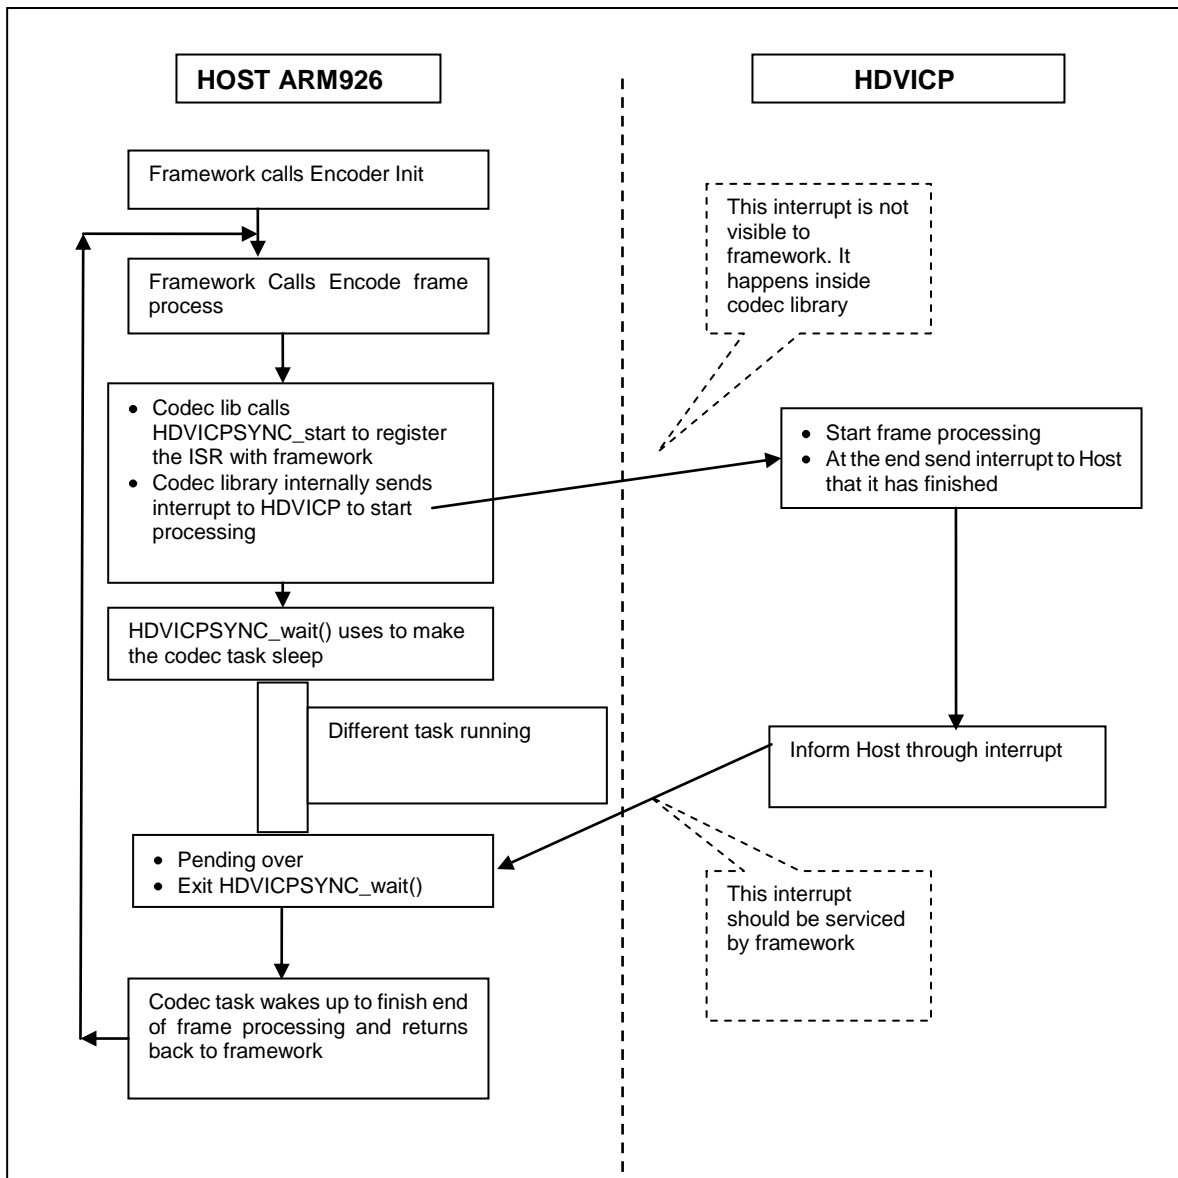 HOST ARM926
HDVICP
Framework calls Encoder Init
This interrupt is not
visible to
framework. It
happens inside
codec library
Framework Calls Encode frame
process
• Codec lib calls
HDVICPSYNC_start to register
the ISR with framework
• Codec library internally sends
interrupt to HDVICP to start
processing
• Start frame processing
• At the end send interrupt to Host
that it has finished
HDVICPSYNC_wait() uses to make
the codec task sleep
Different task running
Inform Host through interrupt
• Pending over
• Exit HDVICPSYNC_wait()
This interrupt
should be serviced
by framework
Codec task wakes up to finish end
of frame processing and returns
back to framework